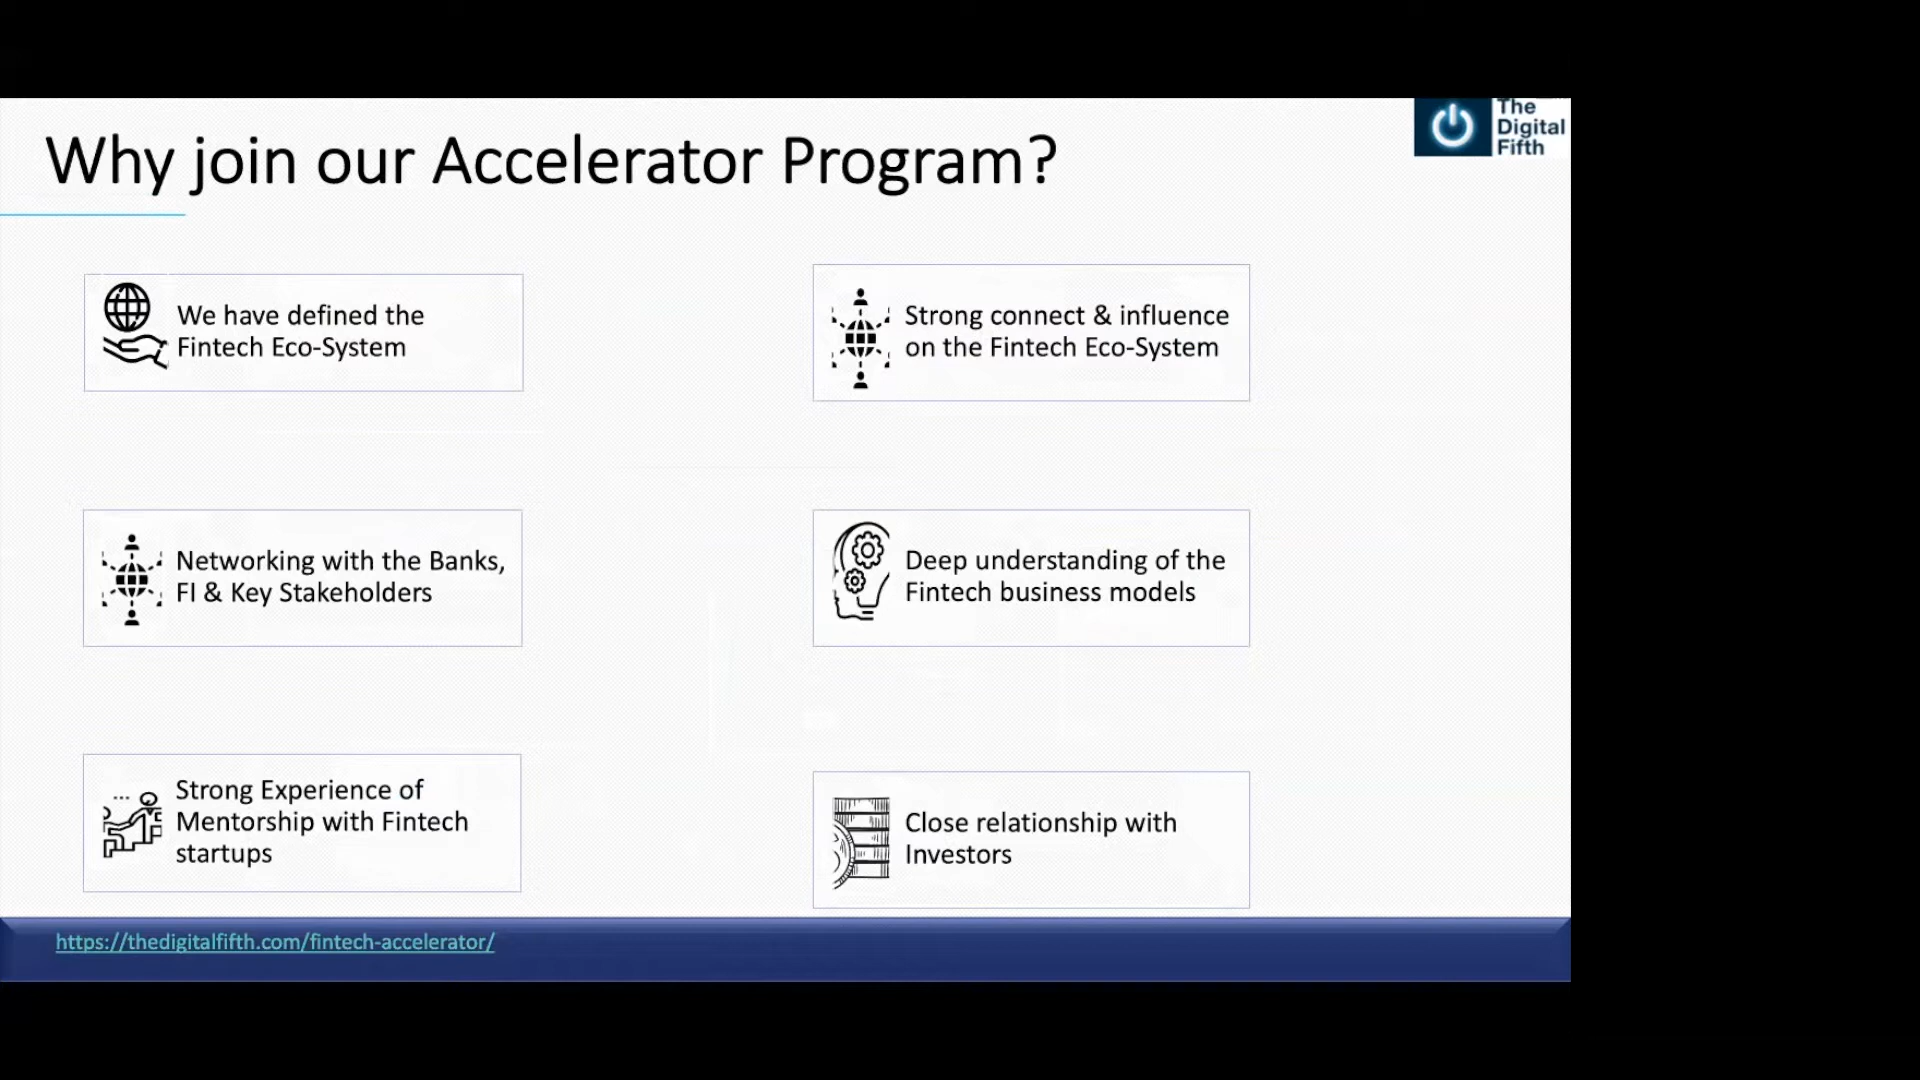 The
Digital
Fifth
Why join our Accelerator Program?
We have defined the
Fintech Eco-System
Strong connect & influence
on the Fintech Eco-System
Networking with the Banks,
FI & Key Stakeholders
Deep understanding of the
Fintech business models
Strong Experience of
Mentorship with Fintech
startups
Close relationship with
Investors
https://thedigitalfifth.com/fintech-accelerator/